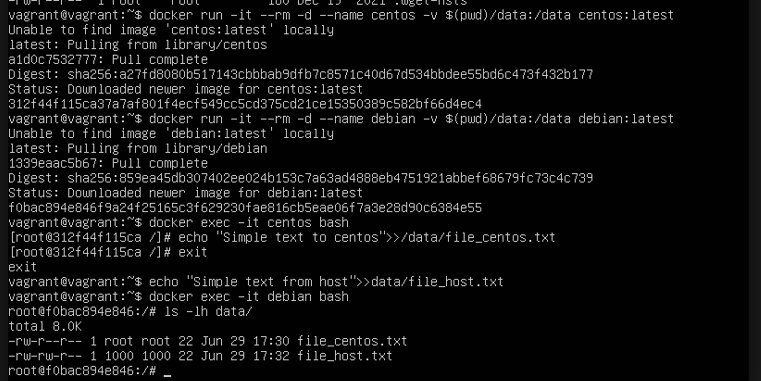 vagrant@vagrant:~$ docker run -it --rm -d --name centos -v $(pwd)/data:/data centos:latest
Unable to find image 'centos:latest' locally
latest: Pulling from library/centos
a1d0c7532777: Pull complete
Digest: sha256:a27fd8080b517143cbbbab9dfb7c8571c40d67d534bbdee55bd6c473f432b177
Status: Downloaded newer image for centos:latest
312f44f115ca37a7af801f4ecf549cc5cd375cd21ce15350389c582bf66d4ec4
vagrant@vagrant:~$ docker run -it --rm -d --name debian -v $(pwd)/data:/data debian:latest
Unable to find image 'debian:latest' locally
latest: Pulling from library/debian
1339eaac5b67: Pull complete
Digest: sha256:859ea45db307402ee024b153c7a63ad4888eb4751921abbef68679fc73c4c739
Status: Downloaded newer image for debian:latest
f0bac894e846f9a24f25165c3f629230fae816cb5eae06f7a3e28d90c6384e55
vagrant@vagrant:~$ docker exec -it centos bash
[root@312f44f115ca /]# echo "Simple text to centos">>/data/file_centos.txt
[root@312f44f115ca /]# exit
exit
vagrant@vagrant:~$ echo "Simple text from host">>data/file_host.txt
vagrant@vagrant:~$ docker exec -it debian bash
root@f0bac894e846:/# ls -lh data/
total 8.0K
-rw-r--r-- 1 root root 22 Jun 29 17:30 file_centos.txt
-rw-rw-r-- 1 1000 1000 22 Jun 29 17:32 file_host.txt
root@f0bac894e846:/# _